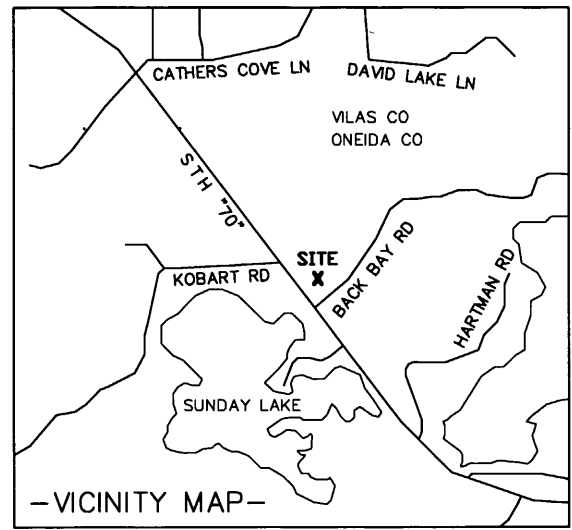 CATHERS COVE LN
DAVID LAKE LN
VILAS CO
ONEIDA CO
STH "70"
SITE
X
BACK BAY RD
KOBART RD
HARTMAN RD
SUNDAY LAKE
-VICINITY MAP-